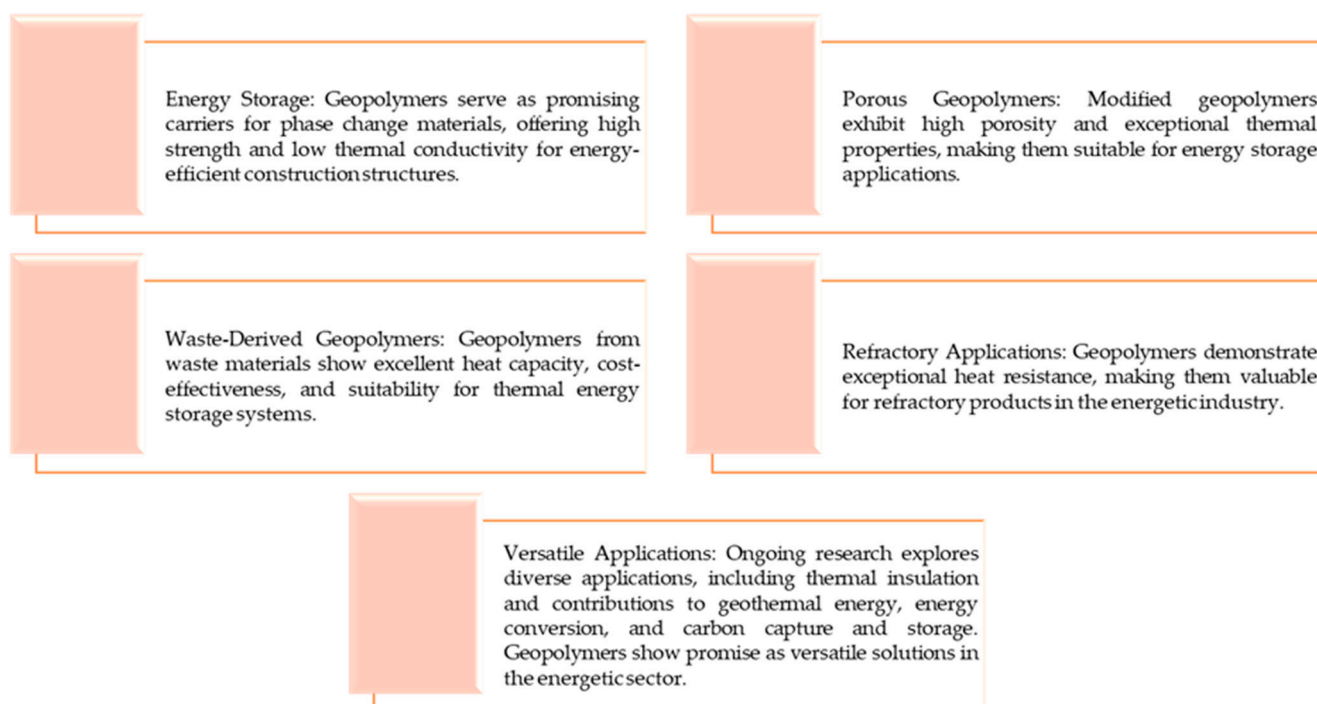 Energy Storage: Geopolymers serve as promising
carriers for phase change materials, offering high
strength and low thermal conductivity for energy-
efficient construction structures.
Porous Geopolymers: Modified geopolymers
exhibit high porosity and exceptional thermal
properties, making them suitable for energy storage
applications.
Waste-Derived Geopolymers: Geopolymers from
waste materials show excellent heat capacity, cost-
effectiveness, and suitability for thermal energy
storage systems.
Refractory Applications: Geopolymers demonstrate
exceptional heat resistance, making them valuable
for refractory products in the energetic industry.
Versatile Applications: Ongoing research explores
diverse applications, including thermal insulation
and contributions to geothermal energy, energy
conversion, and carbon capture and storage.
Geopolymers show promise as versatile solutions in
the energetic sector.